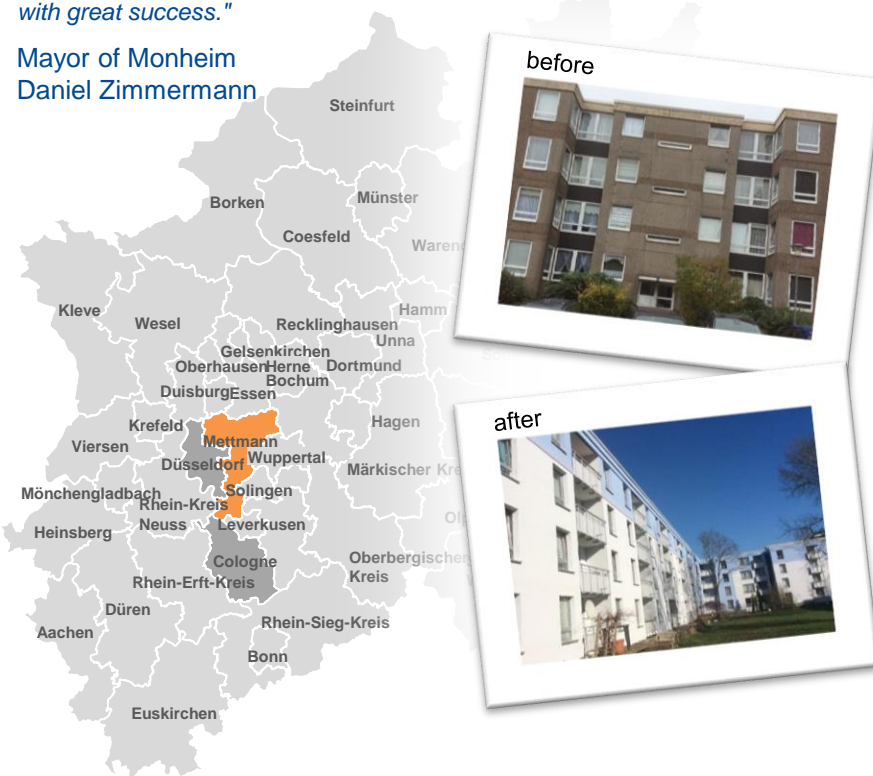 with great success."
Mayor of Monheim
Daniel Zimmermann
before
Steinfurt
Borken
Münster
Coesfeld
Kleve
Wesel
Hamm
Recklinghausen
Unna
Gelsenkirchen
Oberhausen
Herne
Dortmund
Bochum
Duisburg
Essen
Krefeld
Hagen
after
Viersen
Mettmann
Wuppertal
Düsseldorf
Märkischer
Mönchengladbach
Solingen
Rhein-Kreis
Neuss
Leverkusen
Heinsberg
Cologne
Oberbergischer
Kreis
Rhein-Erft-Kreis
Düren
Rhein-Sieg-Kreis
Aachen
Bonn
Euskirchen